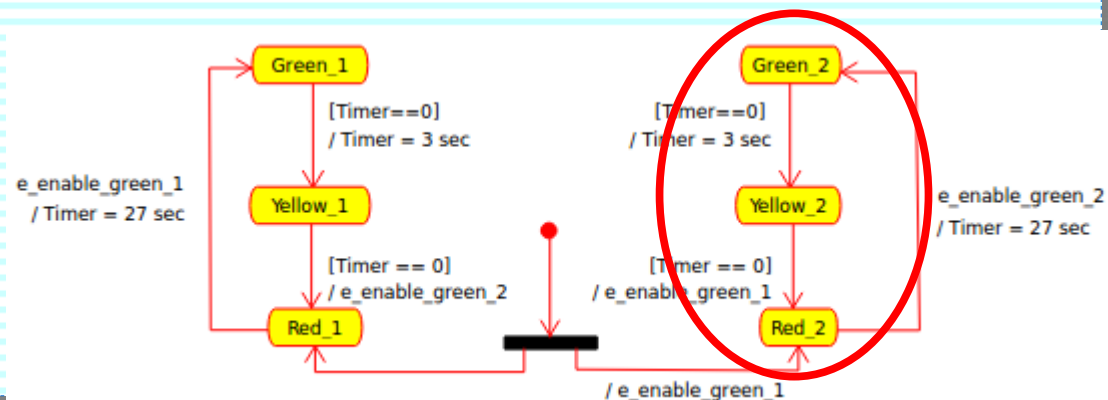 Green_1
[Timer==0]
/ Timer = 3 sec
e_enable_green_1
/ Timer = 27 sec
Yellow_1
[Timer == 0]
/ e_enable_green_2
Red_1
Green_2
[Timer==0]
/ Timer = 3 sec
e_enable_green_2
/ Timer = 27 sec
Yellow_2
[Timer == 0]
/ e_enable_green_1
Red_2
/ e_enable_green_1